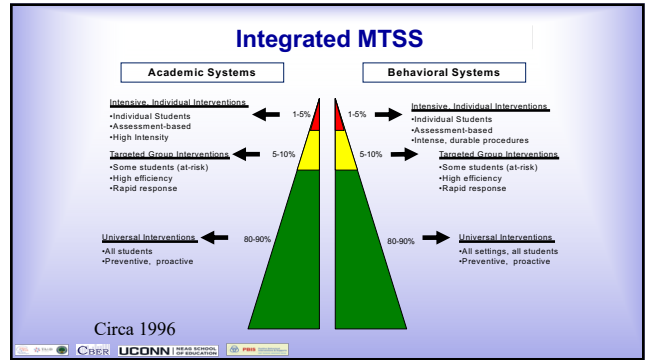 Integrated MTSS
Academic Systems
Behavioral Systems
Intensive, Individual Interventions
•Individual Students
•Assessment-based
•High Intensity
1-5%
1-5%
Intensive, Individual Interventions
•Individual Students
•Assessment-based
•Intense, durable procedures
Targeted Group Interventions
•Some students (at-risk)
•High efficiency
•Rapid response
5-10%
5-10%
Targeted Group Interventions
•Some students (at-risk)
•High efficiency
•Rapid response
Universal Interventions
•All students
•Preventive, proactive
80-90%
80-90%
Universal Interventions
•All settings, all students
•Preventive, proactive
Circa 1996
CBER
UCONN
NEAG SCHOOL
OF EDUCATION
PBIS